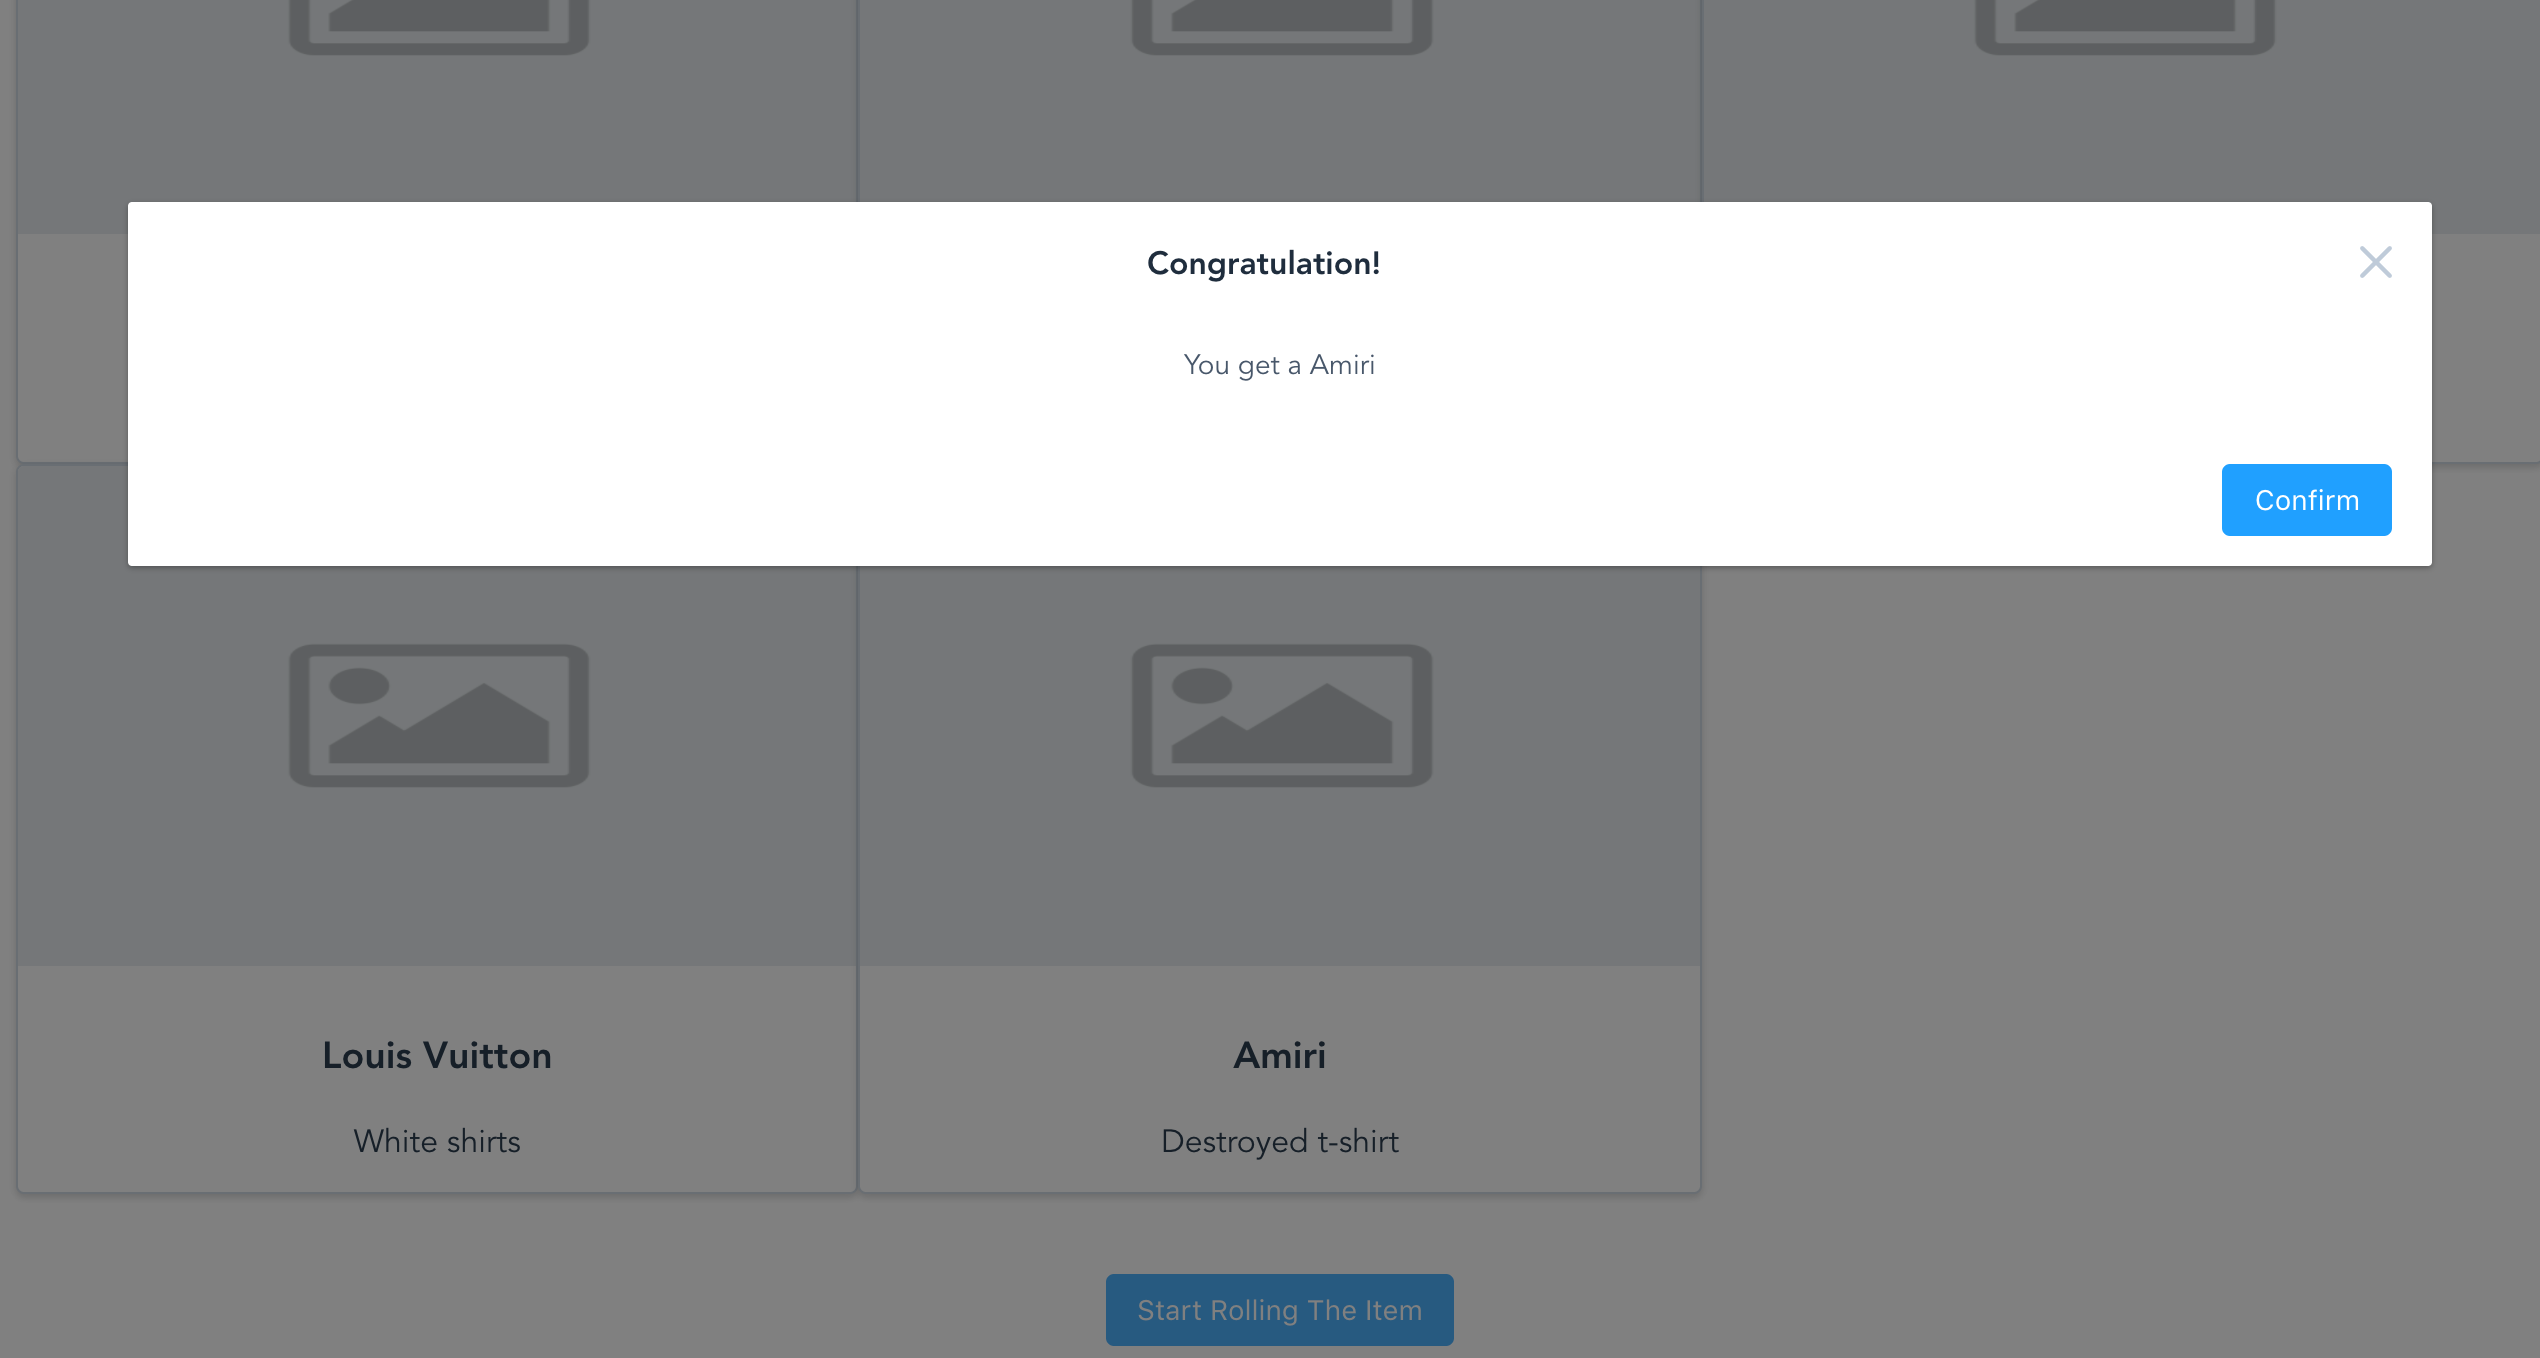 Congratulation!
You get a Amiri
Confirm
Louis Vuitton
Amiri
White shirts
Destroyed t-shirt
Start Rolling The Item